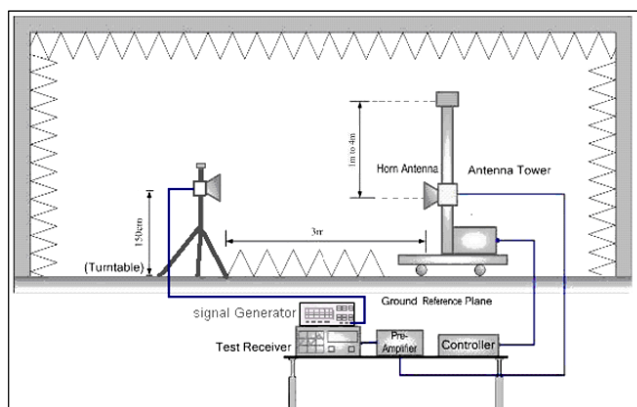 1m to 4m
Horn Antenna
Antenna Tower
150cm
3m
(Turntable)
Ground Reference Plane
signal Generator
Test Receiver
Pre-
Amplifier
Controller